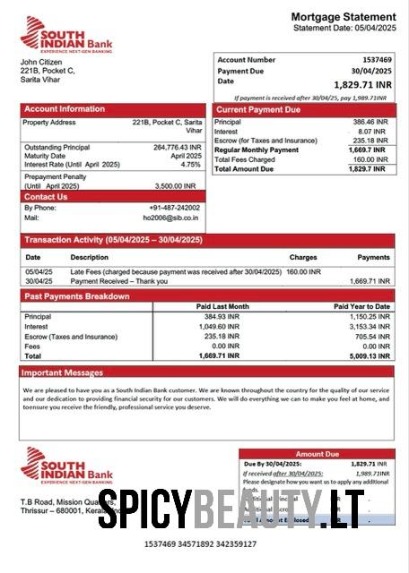 Mortgage Statement
Statement Date: 05/04/2025
SOUTH
INDIAN Bank
EXPERIENCE NEXT-GEN BANKING
John Citizen
221B, Pocket C,
Sarita Vihar
Account Number 1537469
Payment Due 30/04/2025
Date
1,829.71 INR
If payment is received after 30/04/25, pay 1,989.71INR
Account Information
Property Address 221B, Pocket C, Sarita
Vihar
Outstanding Principal 264,776.43 INR
Maturity Date April 2025
Interest Rate (Until April 2025) 4.75%
Prepayment Penalty
(Until April 2025) 3,500.00 INR
Contact Us
By Phone: +91-487-242002
Mail: ho2006@sib.co.in
Current Payment Due
Principal 386.46 INR
Interest 8.07 INR
Escrow (for Taxes and Insurance) 235.18 INR
Regular Monthly Payment 1,669.7 INR
Total Fees Charged 160.00 INR
Total Amount Due 1,829.7 INR
Transaction Activity (05/04/2025 – 30/04/2025)
Date Description Charges Payments
05/04/25 Late Fees (charged because payment was received after 30/04/2025) 160.00 INR
30/04/25 Payment Received – Thank you 1,669.71 INR
Past Payments Breakdown
Paid Last Month Paid Year to Date
Principal 384.93 INR 1,150.25 INR
Interest 1,049.60 INR 3,153.34 INR
Escrow (Taxes and Insurance) 235.18 INR 705.54 INR
Fees 0.00 INR 0.00 INR
Total 1,669.71 INR 5,009.13 INR
Important Messages
We are pleased to have you as a South Indian Bank customer. We are known throughout the country for the quality of our service
and our dedication to providing financial security for our customers. We will do everything we can to make you feel at home, and
toensure you receive the friendly, professional service you deserve.
SOUTH
INDIAN Bank
EXPERIENCE NEXT-GEN BANKING
T.B Road, Mission
Thrissur – 680001,
Amount Due
Due By 30/04/2025: 1,829.71 INR
If received after 30/04/2025: 1,989.71INR
Please designate how you want us to apply any additional
SPICYBEAUTY.LT
1537469 34571892 342359127